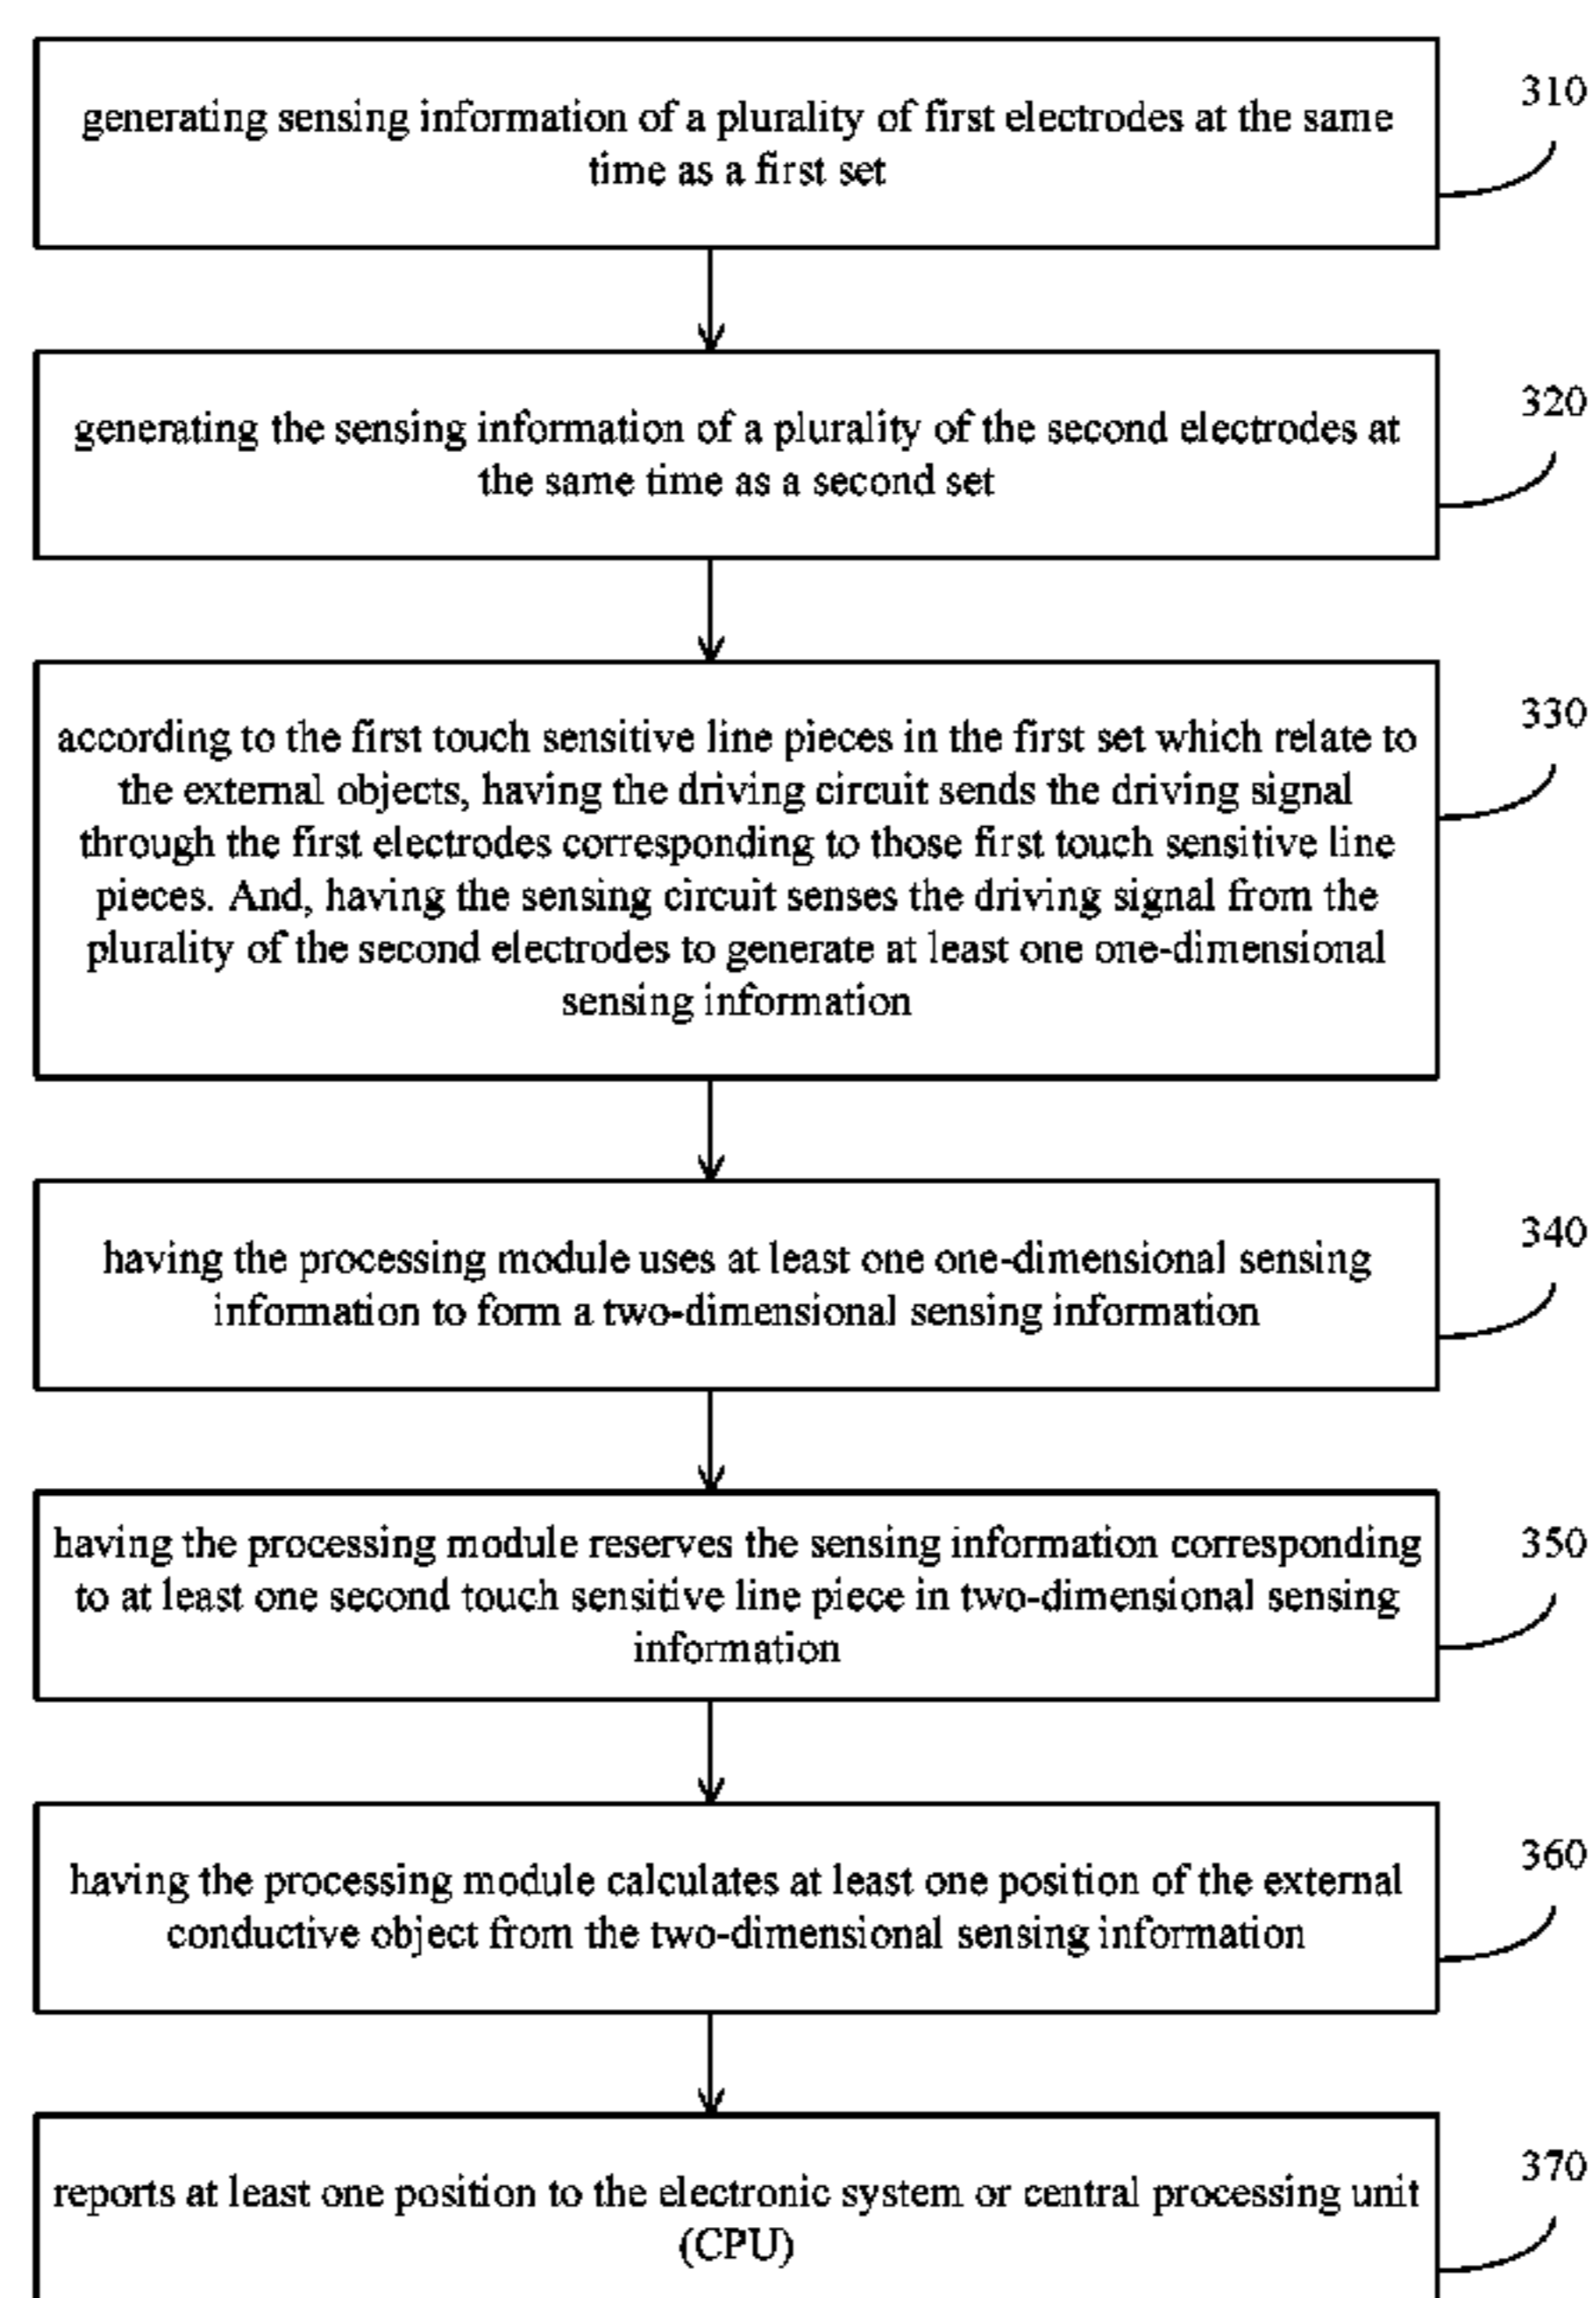 generating sensing information of a plurality of first electrodes at the same
time as a first set
310
generating the sensing information of a plurality of the second electrodes at
the same time as a second set
320
according to the first touch sensitive line pieces in the first set which relate to
the external objects, having the driving circuit sends the driving signal
through the first electrodes corresponding to those first touch sensitive line
pieces. And, having the sensing circuit senses the driving signal from the
plurality of the second electrodes to generate at least one one-dimensional
sensing information
330
having the processing module uses at least one one-dimensional sensing
information to form a two-dimensional sensing information
340
having the processing module reserves the sensing information corresponding
to at least one second touch sensitive line piece in two-dimensional sensing
information
350
having the processing module calculates at least one position of the external
conductive object from the two-dimensional sensing information
360
reports at least one position to the electronic system or central processing unit
(CPU)
370